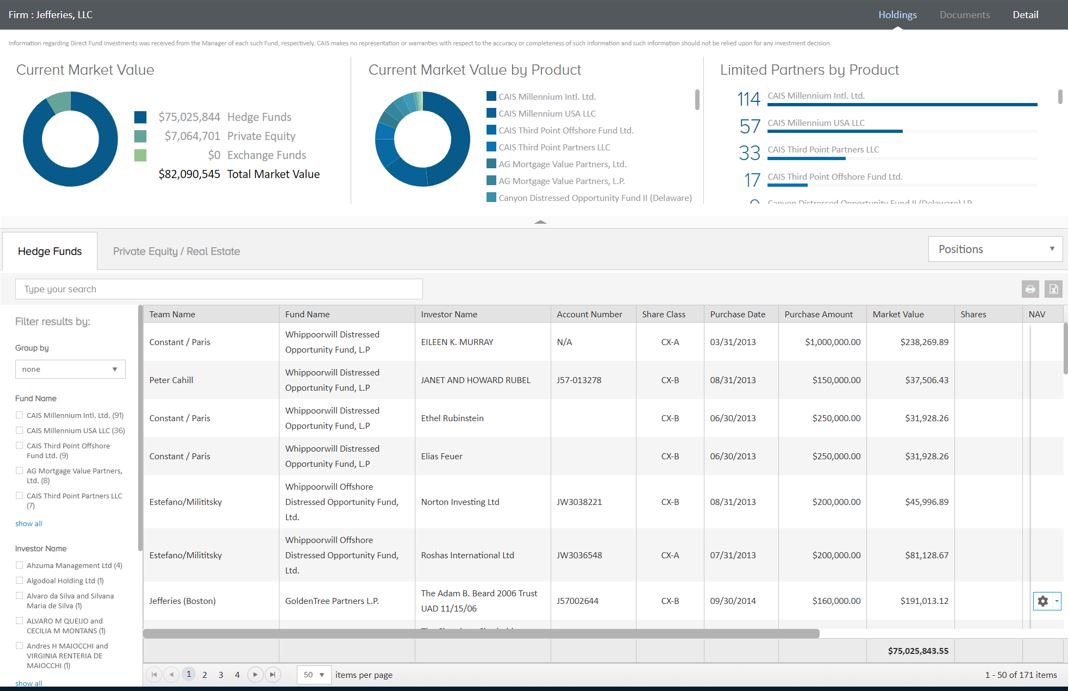 Firm : Jefferies, LLC
Holdings
Documents
Detail
Information regarding Direct Fund Investments was received from the Manager of each such Fund, respectively. CAIS makes no representation or warranties with respect to the accuracy or completeness of such information and such information should not be relied upon for any investment decision.
Current Market Value
$75,025,844 Hedge Funds
$7,064,701 Private Equity
$0 Exchange Funds
$82,090,545 Total Market Value
Current Market Value by Product
CAIS Millennium Intl. Ltd.
CAIS Millennium USA LLC
CAIS Third Point Offshore Fund Ltd.
CAIS Third Point Partners LLC
AG Mortgage Value Partners, Ltd.
AG Mortgage Value Partners, L.P.
Canyon Distressed Opportunity Fund II (Delaware)
Limited Partners by Product
114 CAIS Millennium Intl. Ltd.
57 CAIS Millennium USA LLC
33 CAIS Third Point Partners LLC
17 CAIS Third Point Offshore Fund Ltd.
Canyon Distressed Opportunity Fund II (Delaware) LP
Hedge Funds
Private Equity / Real Estate
Positions
Type your search
Filter results by:
Group by
none
Fund Name
CAIS Millennium Intl. Ltd. (91)
CAIS Millennium USA LLC (36)
CAIS Third Point Offshore
Fund Ltd. (9)
AG Mortgage Value Partners,
Ltd. (8)
CAIS Third Point Partners LLC
(7)
show all
Investor Name
Ahzuma Management Ltd (4)
Algodoal Holding Ltd (1)
Alvaro da Silva and Silvana
Maria de Silva (1)
ALVARO M QUEIJO and
CECILIA M MONTANS (1)
Andres H MAIOCCHI and
VIRGINIA RENTERIA DE
MAIOCCHI (1)
show all
Team Name Fund Name Investor Name Account Number Share Class Purchase Date Purchase Amount Market Value Shares NAV
Whippoorwill Distressed
Constant / Paris Opportunity Fund, L.P EILEEN K. MURRAY N/A CX-A 03/31/2013 $1,000,000.00 $238,269.89
Whippoorwill Distressed
Peter Cahill Opportunity Fund, L.P JANET AND HOWARD RUBEL J57-013278 CX-B 08/31/2013 $150,000.00 $37,506.43
Whippoorwill Distressed
Constant / Paris Opportunity Fund, L.P Ethel Rubinstein CX-B 06/30/2013 $250,000.00 $31,928.26
Whippoorwill Distressed
Constant / Paris Opportunity Fund, L.P Elias Feuer CX-B 06/30/2013 $250,000.00 $31,928.26
Whippoorwill Offshore
Estefano/Milititsky Distressed Opportunity Fund, Norton Investing Ltd JW3038221 CX-B 08/31/2013 $200,000.00 $45,996.89
Ltd.
Whippoorwill Offshore
Estefano/Milititsky Distressed Opportunity Fund, Roshas International Ltd JW3036548 CX-A 07/31/2013 $200,000.00 $81,128.67
Ltd.
The Adam B. Beard 2006 Trust
Jefferies (Boston) GoldenTree Partners L.P. UAD 11/15/06 J57002644 CX-B 09/30/2014 $160,000.00 $191,013.12
$75,025,843.55
1 2 3 4
50 items per page
1 - 50 of 171 items